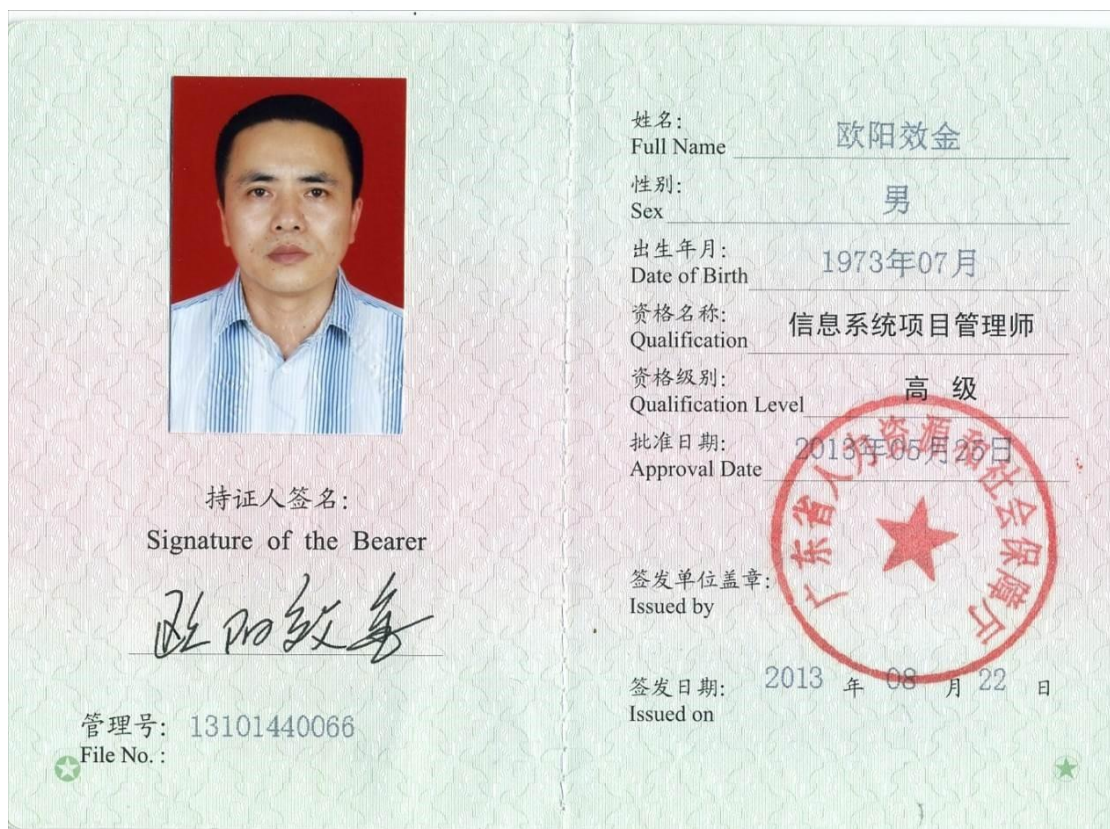 持证人签名:
Signature of the Bearer
欧阳效金
管理号: 13101440066
File No. :
姓名:
Full Name
欧阳效金
性别:
Sex
男
出生年月:
Date of Birth
1973年07月
资格名称:
Qualification
信息系统项目管理师
资格级别:
Qualification Level
高 级
批准日期:
Approval Date
2013年05月25日
广东省人力资源和社会保障厅
签发单位盖章:
Issued by
签发日期: 2013 年 08 月 22 日
Issued on